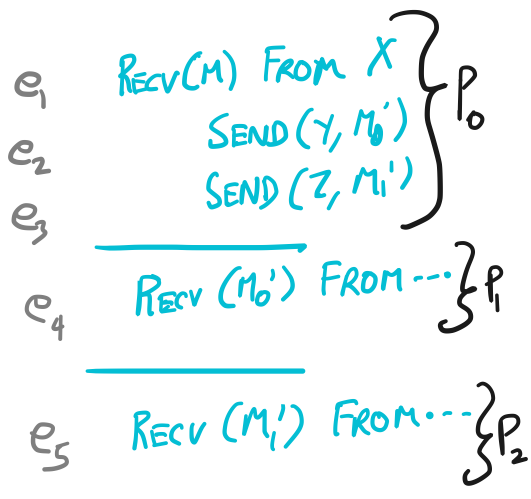 e₁ RECV(M) FROM X
e₂ SEND(Y, M₀')
e₃ SEND(Z, M₁')
P₀
e₄ RECV (M₀') FROM ... P₁
e₅ RECV (M₁') FROM ... P₂